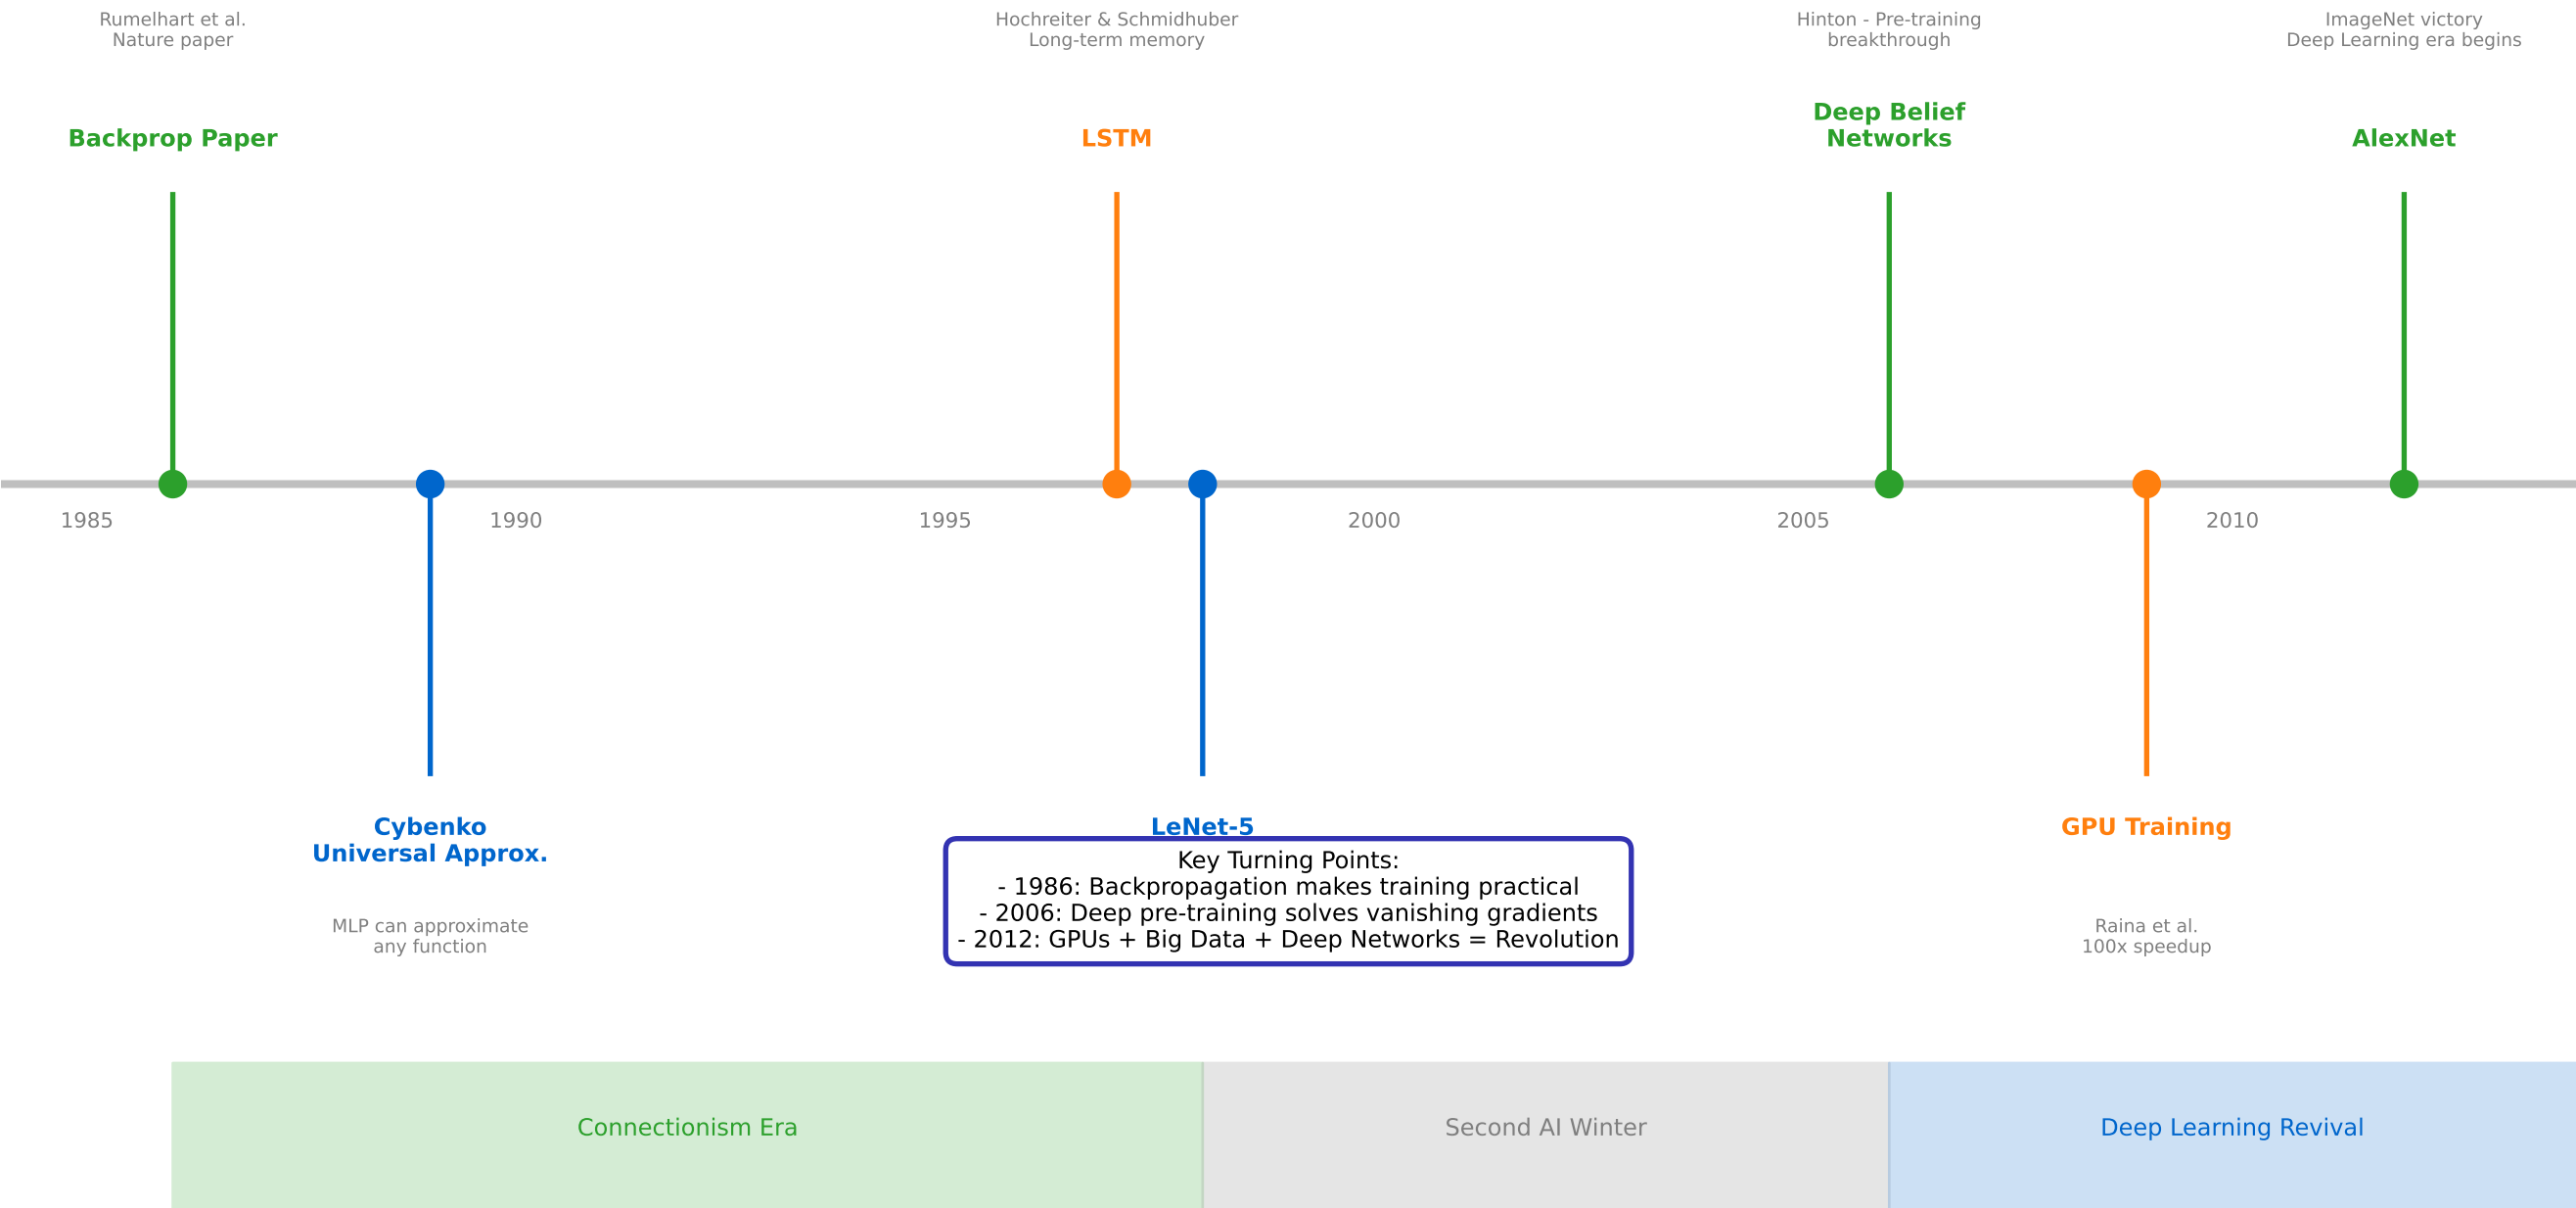 Rumelhart et al.
Nature paper
Hochreiter & Schmidhuber
Long-term memory
Hinton - Pre-training
breakthrough
ImageNet victory
Deep Learning era begins
Backprop Paper
LSTM
Deep Belief
Networks
AlexNet
1985
1990
1995
2000
2005
2010
Cybenko
Universal Approx.
MLP can approximate
any function
LeNet-5
Key Turning Points:
- 1986: Backpropagation makes training practical
- 2006: Deep pre-training solves vanishing gradients
- 2012: GPUs + Big Data + Deep Networks = Revolution
GPU Training
Raina et al.
100x speedup
Connectionism Era
Second AI Winter
Deep Learning Revival